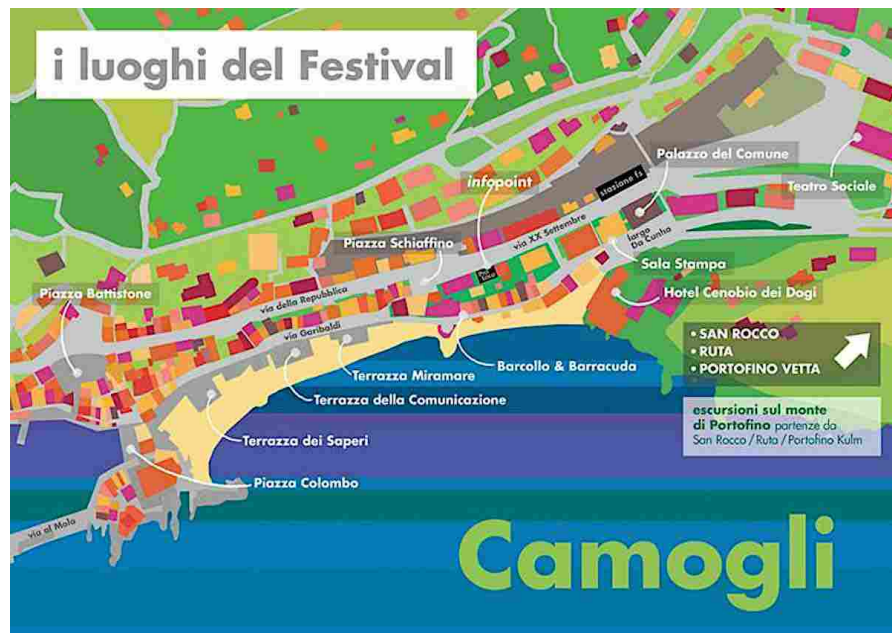 i luoghi del Festival
Palazzo del Comune
infopoint
stazione fs
Teatro Sociale
Piazza Schiaffino
via XX Settembre
largo
Da Cunha
Sala Stampa
Piazza Battistone
via della Repubblica
Hotel Cenobio dei Dogi
via Garibaldi
• SAN ROCCO
• RUTA
• PORTOFINO VETTA
Barcollo & Barracuda
Terrazza Miramare
Terrazza della Comunicazione
escursioni sul monte
di Portofino partenze da
San Rocco / Ruta / Portofino Kulm
Terrazza dei Saperi
Piazza Colombo
via al Molo
Camogli